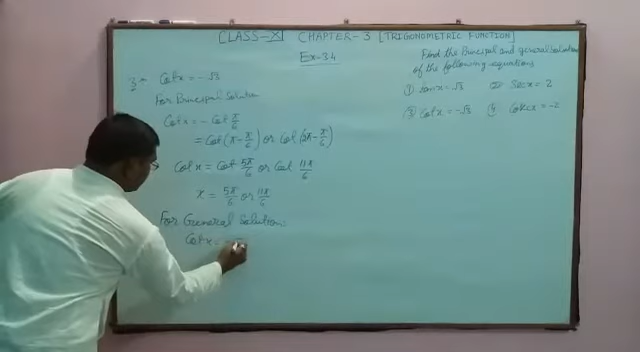 CLASS-XI CHAPTER-3 [TRIGONOMETRIC FUNCTION]
Ex-3.4
Find the Principal and general solutions
of the following equations
① tan x = √3 ② Sec x = 2
③ Cot x = -√3 ④ Cosec x = -2
3 Cot x = -√3
For Principal Solution
Cot x = - Cot π/6
= Cot (π - π/6) or Cot (2π - π/6)
Cot x = Cot 5π/6 or Cot 11π/6
x = 5π/6 or 11π/6
For General Solution:
Cot x =